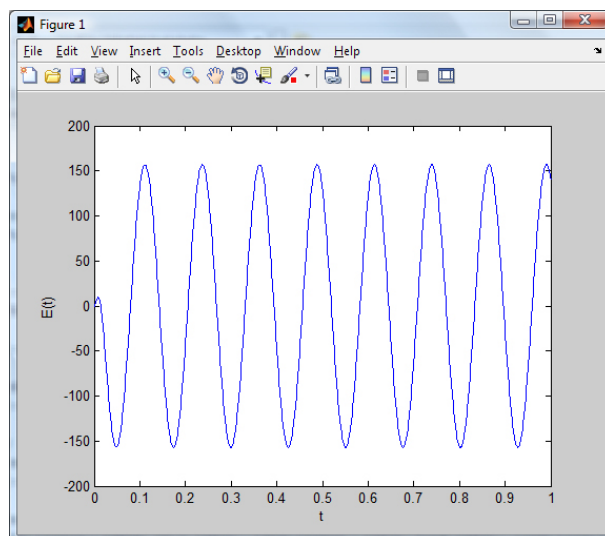 Figure 1
File Edit View Insert Tools Desktop Window Help
200
150
100
50
0
-50
-100
-150
-200
E(t)
0 0.1 0.2 0.3 0.4 0.5 0.6 0.7 0.8 0.9 1
t